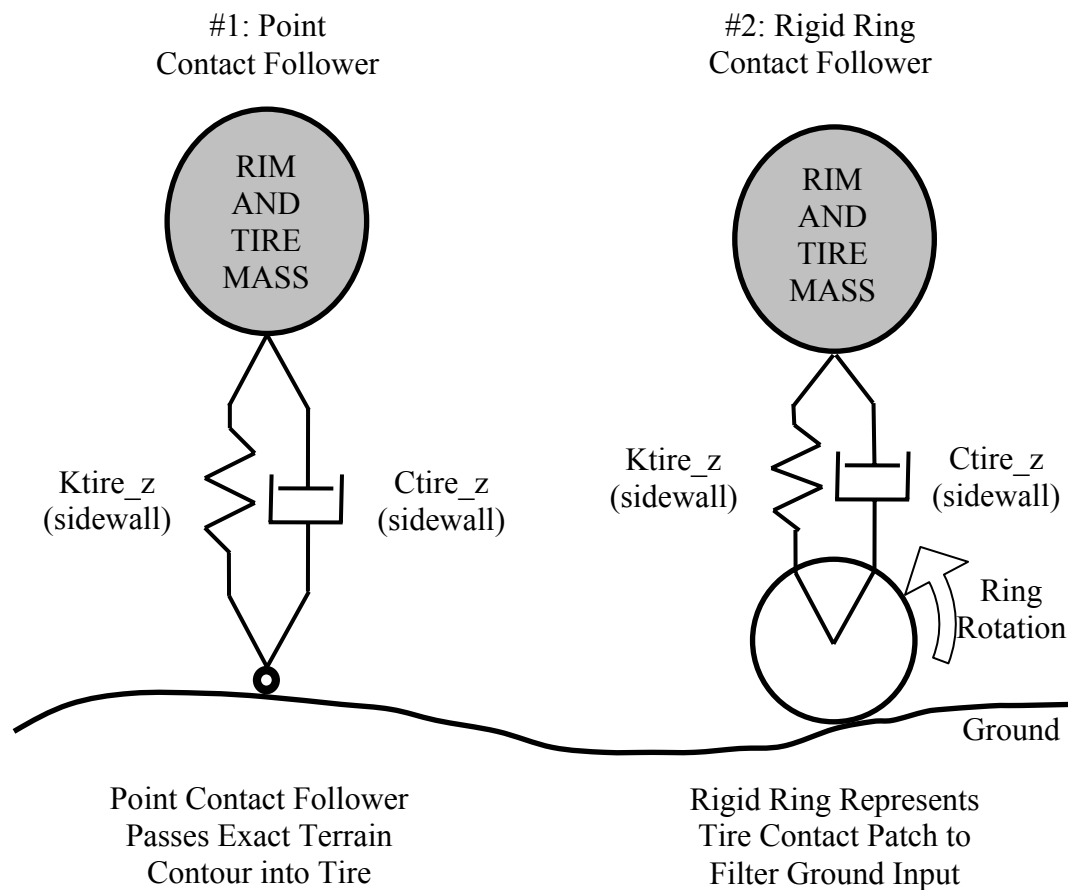 #1: Point
Contact Follower
RIM
AND
TIRE
MASS
Ktire_z
(sidewall)
Ctire_z
(sidewall)
Point Contact Follower
Passes Exact Terrain
Contour into Tire
#2: Rigid Ring
Contact Follower
RIM
AND
TIRE
MASS
Ktire_z
(sidewall)
Ctire_z
(sidewall)
Ring
Rotation
Ground
Rigid Ring Represents
Tire Contact Patch to
Filter Ground Input